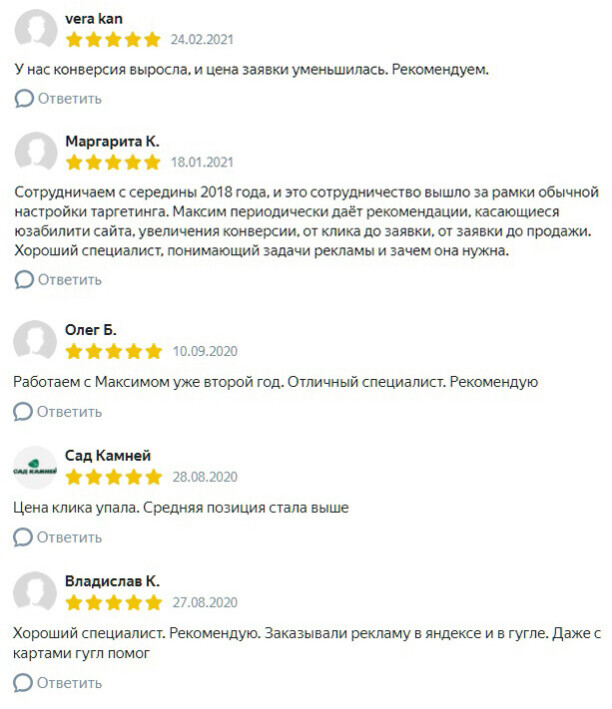 vera kan
24.02.2021
У нас конверсия выросла, и цена заявки уменьшилась. Рекомендуем.
Ответить
Маргарита К.
18.01.2021
Сотрудничаем с середины 2018 года, и это сотрудничество вышло за рамки обычной
настройки таргетинга. Максим периодически даёт рекомендации, касающиеся
юзабилити сайта, увеличения конверсии, от клика до заявки, от заявки до продажи.
Хороший специалист, понимающий задачи рекламы и зачем она нужна.
Ответить
Олег Б.
10.09.2020
Работаем с Максимом уже второй год. Отличный специалист. Рекомендую
Ответить
Сад Камней
САД КАМНЕЙ
28.08.2020
Цена клика упала. Средняя позиция стала выше
Ответить
Владислав К.
27.08.2020
Хороший специалист. Рекомендую. Заказывали рекламу в яндексе и в гугле. Даже с
картами гугл помог
Ответить